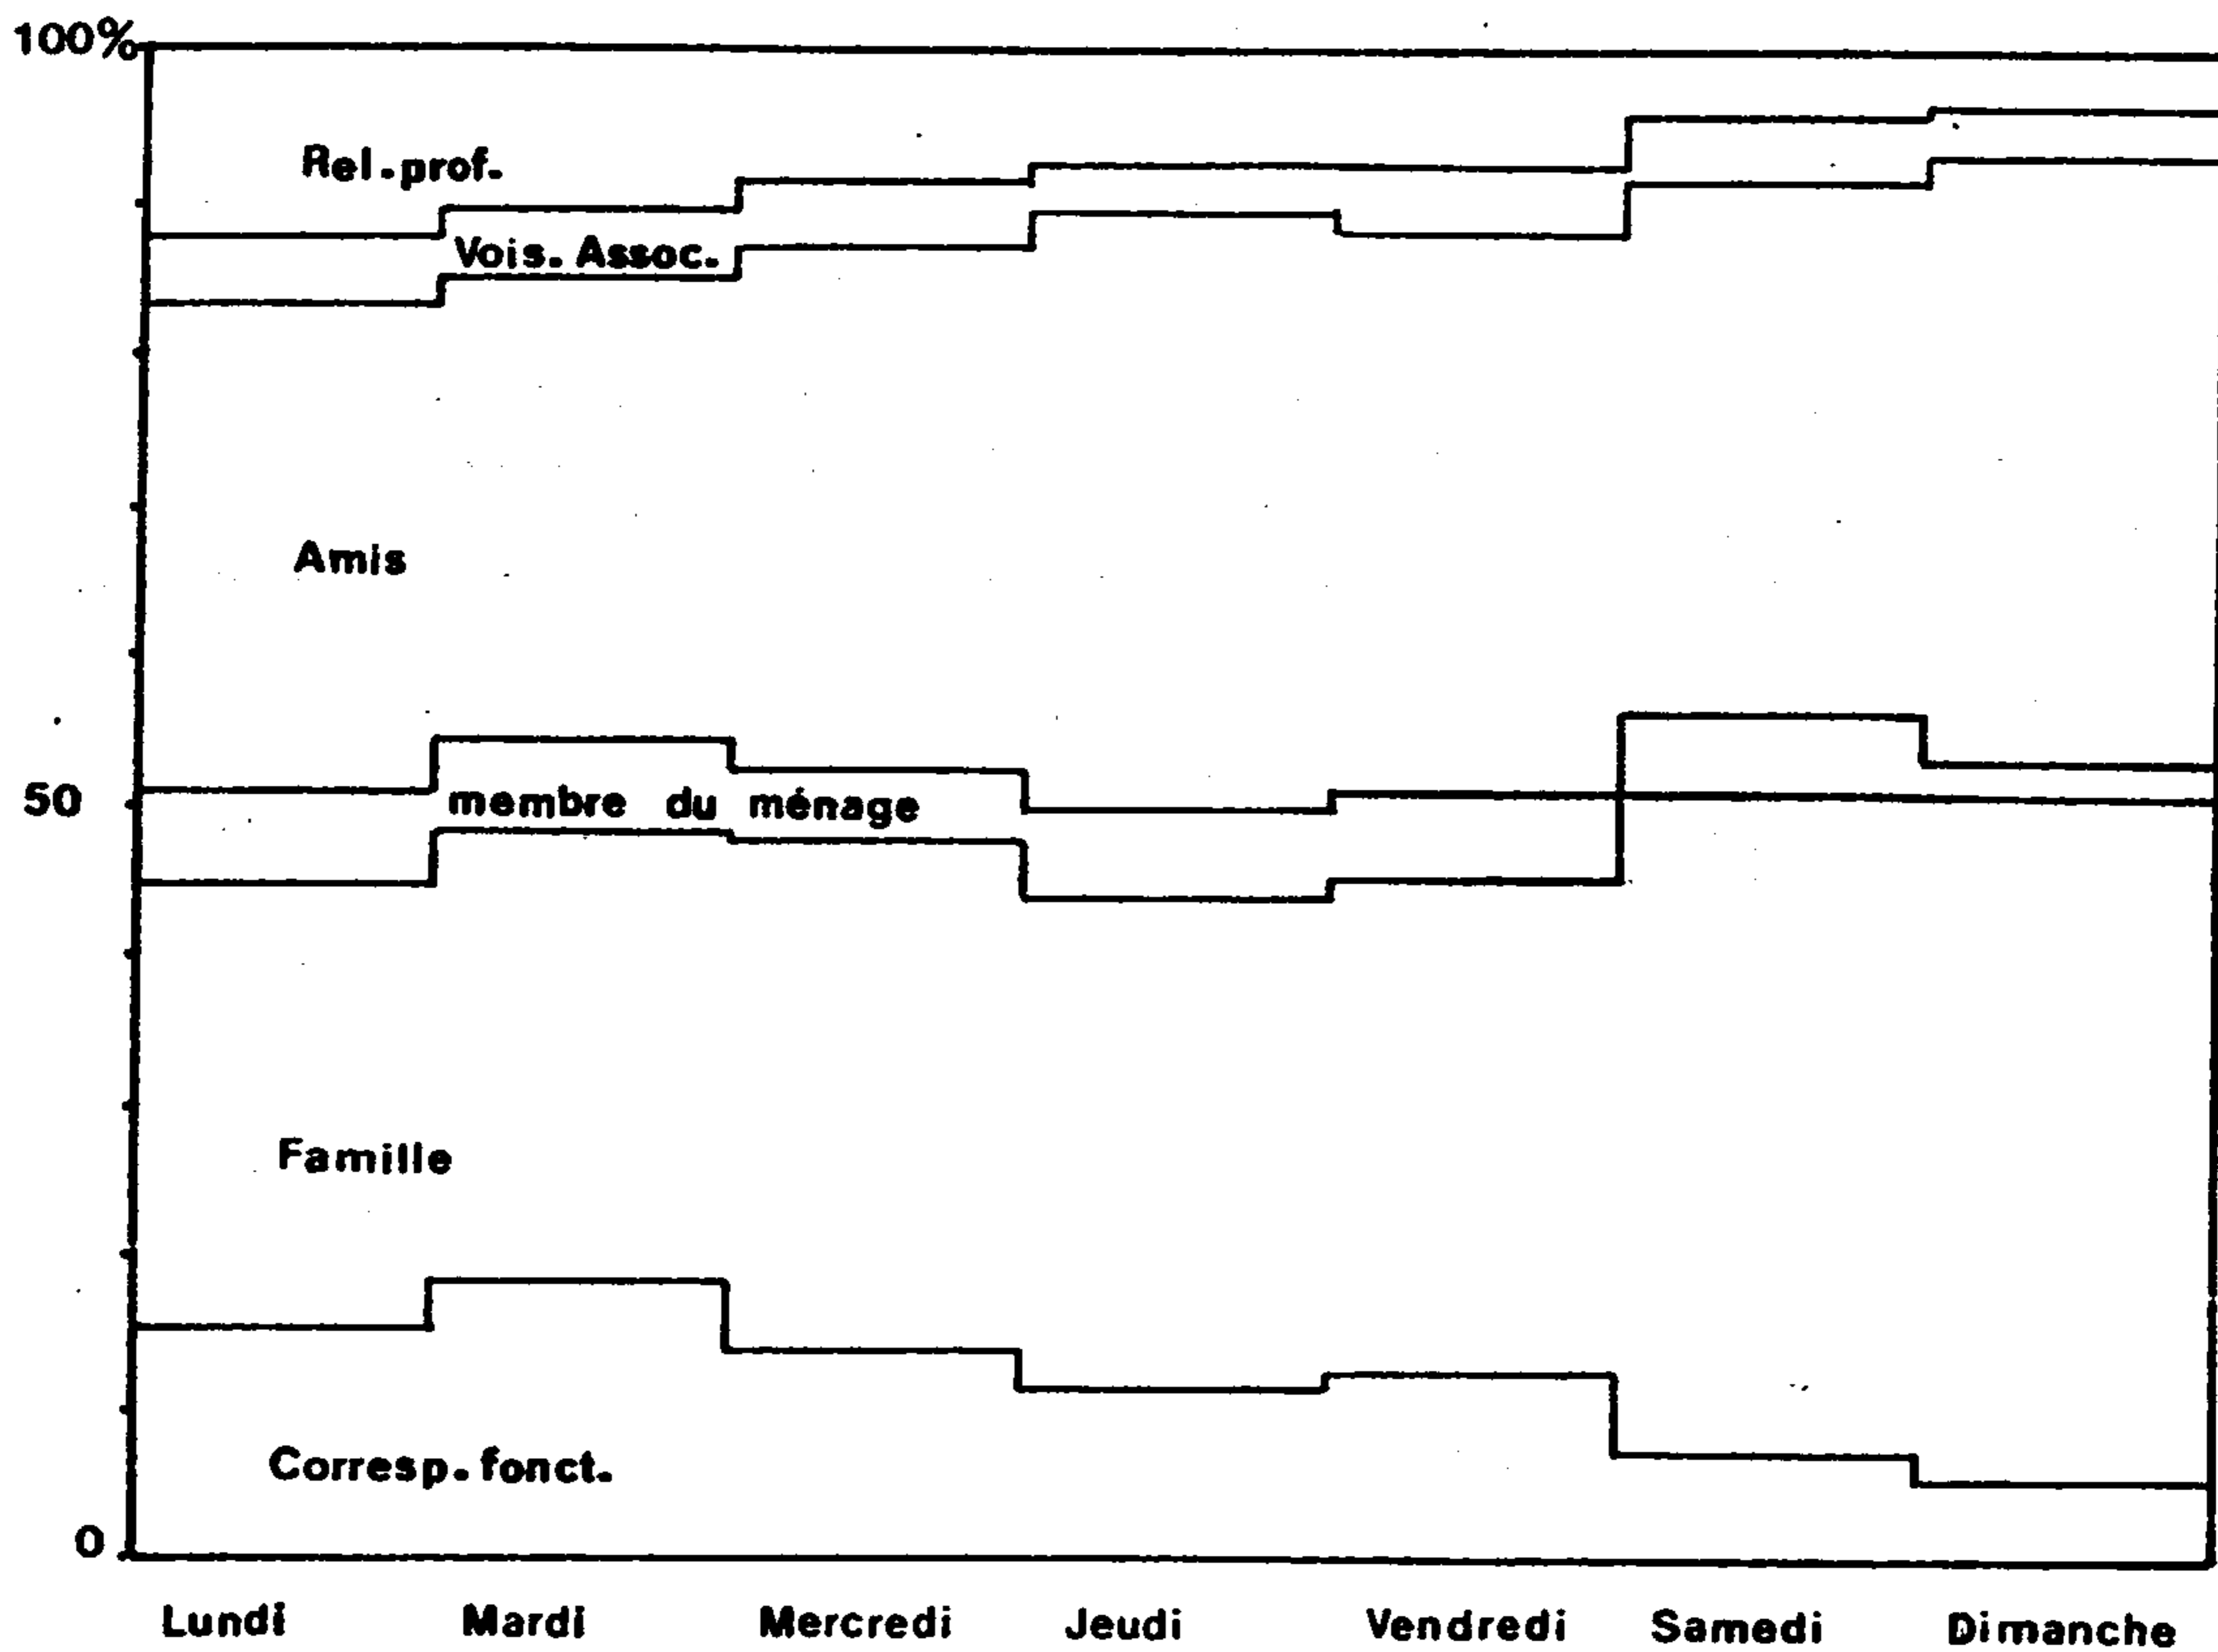 100%
Rel.prof.
Vois. Assoc.
Amis
50
membre du ménage
Famille
Corresp.fonct.
0
Lundi Mardi Mercredi Jeudi Vendredi Samedi Dimanche